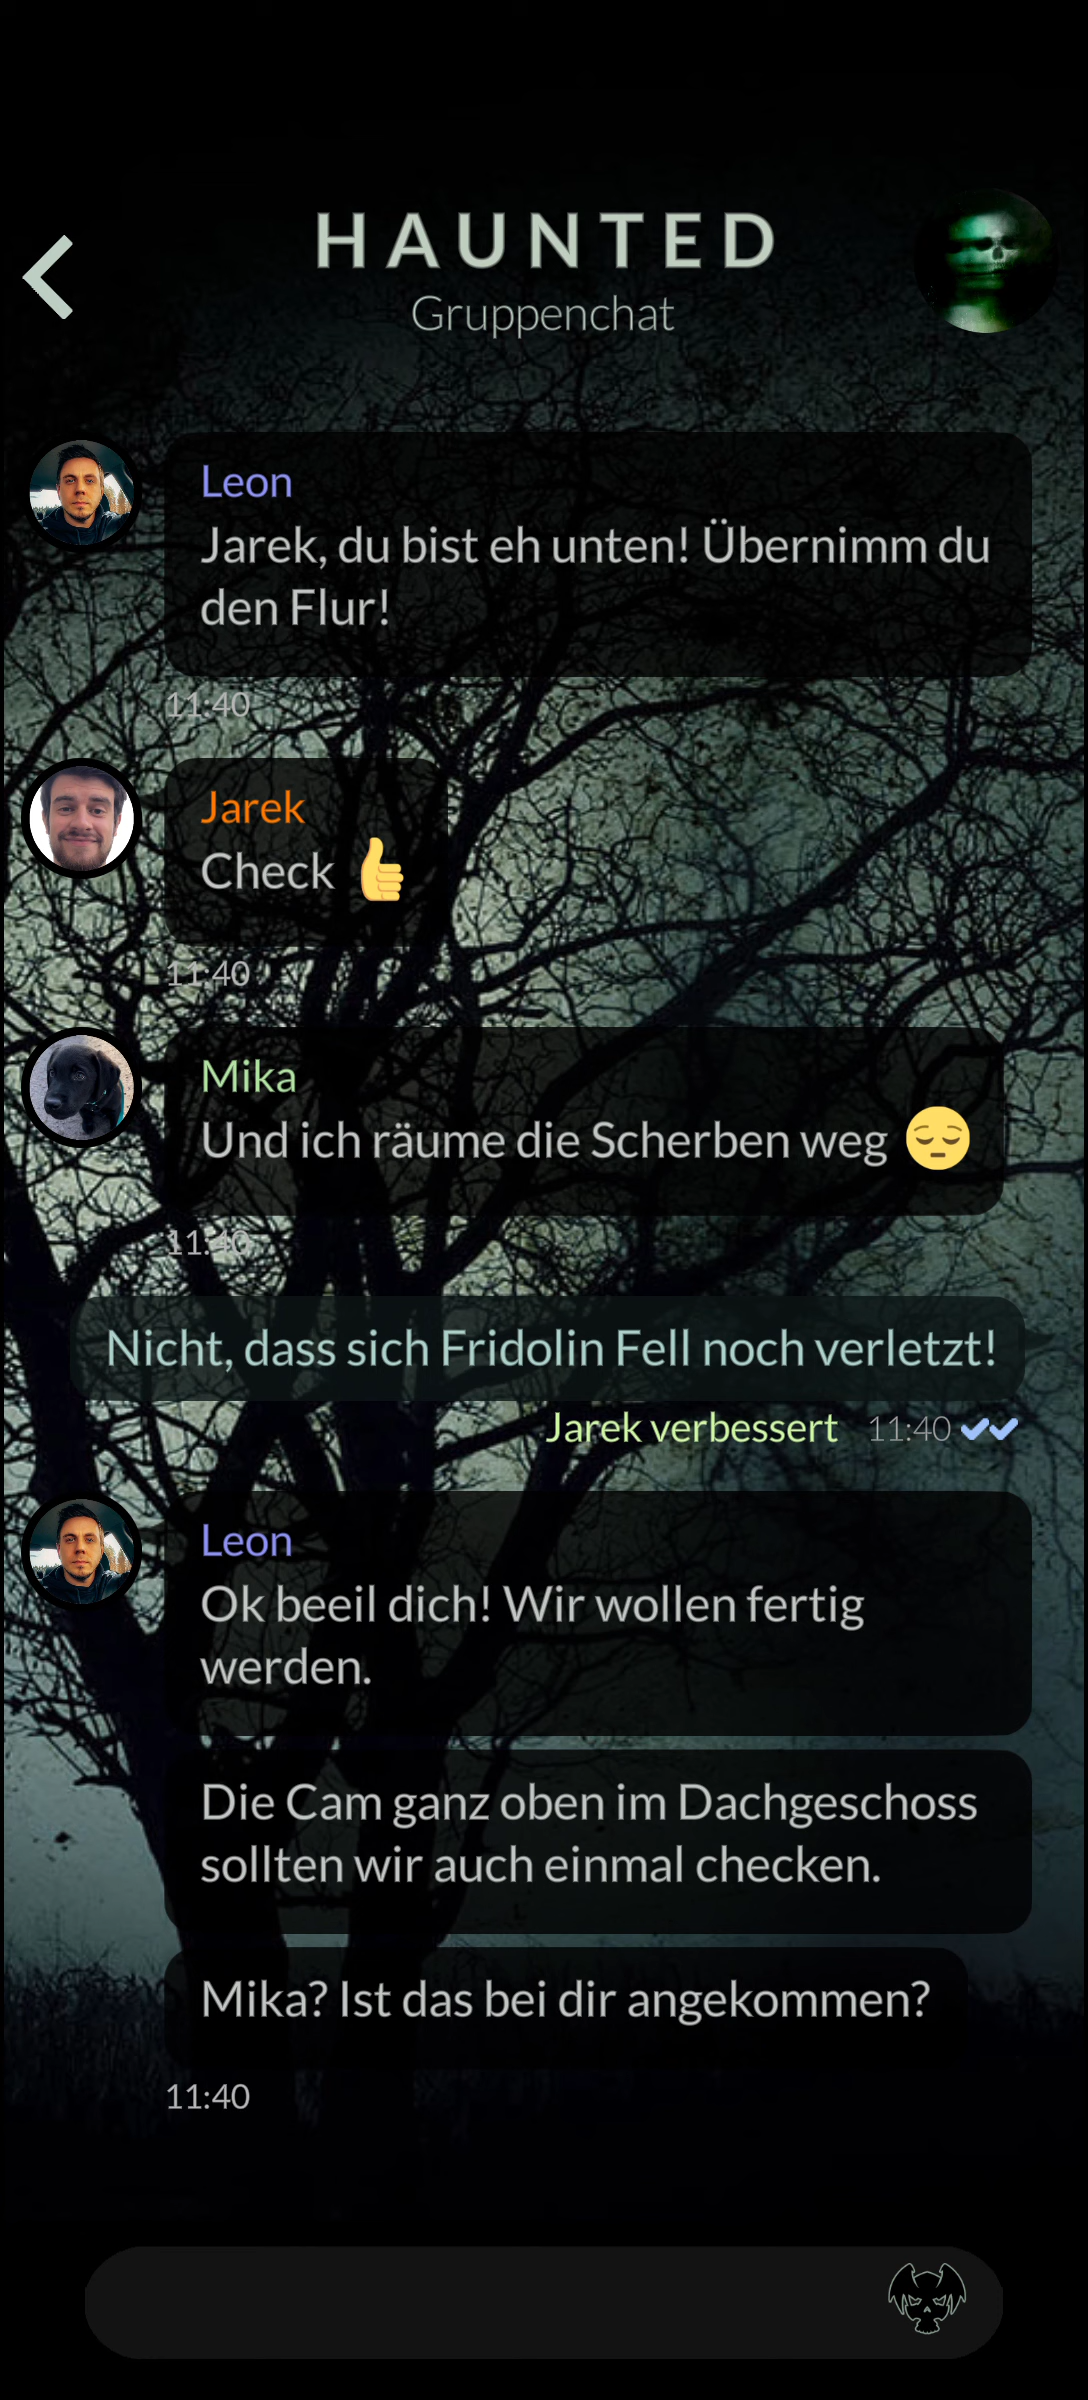 HAUNTED
Gruppenchat
Leon
Jarek, du bist eh unten! Übernimm du
den Flur!
11:40
Jarek
Check 👍
11:40
Mika
Und ich räume die Scherben weg 😔
11:40
Nicht, dass sich Fridolin Fell noch verletzt!
Jarek verbessert 11:40
Leon
Ok beeil dich! Wir wollen fertig
werden.
Die Cam ganz oben im Dachgeschoss
sollten wir auch einmal checken.
Mika? Ist das bei dir angekommen?
11:40